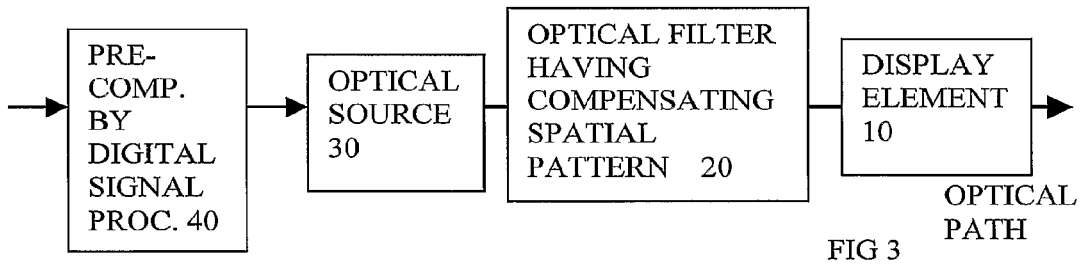 PRE-
COMP.
BY
DIGITAL
SIGNAL
PROC. 40
OPTICAL
SOURCE
30
OPTICAL FILTER
HAVING
COMPENSATING
SPATIAL
PATTERN 20
DISPLAY
ELEMENT
10
OPTICAL
PATH
FIG 3